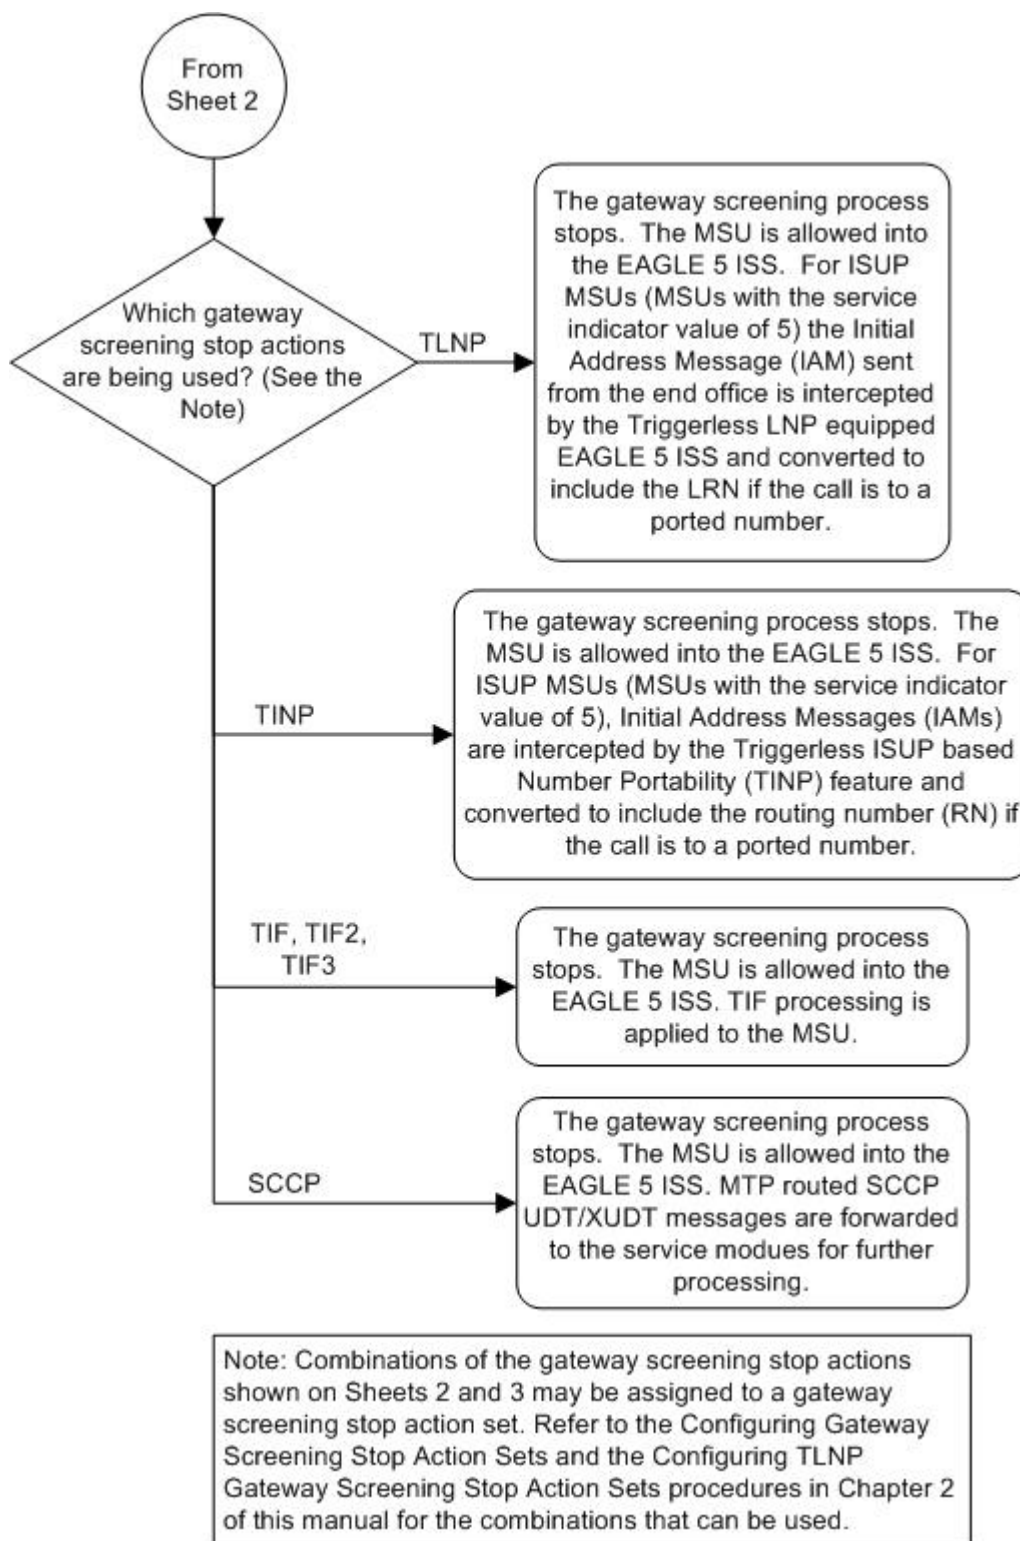 From
Sheet 2
Which gateway
screening stop actions
are being used? (See the
Note)
TLNP
The gateway screening process
stops. The MSU is allowed into
the EAGLE 5 ISS. For ISUP
MSUs (MSUs with the service
indicator value of 5) the Initial
Address Message (IAM) sent
from the end office is intercepted
by the Triggerless LNP equipped
EAGLE 5 ISS and converted to
include the LRN if the call is to a
ported number.
TINP
The gateway screening process stops. The
MSU is allowed into the EAGLE 5 ISS. For
ISUP MSUs (MSUs with the service indicator
value of 5), Initial Address Messages (IAMs)
are intercepted by the Triggerless ISUP based
Number Portability (TINP) feature and
converted to include the routing number (RN) if
the call is to a ported number.
TIF, TIF2,
TIF3
The gateway screening process
stops. The MSU is allowed into the
EAGLE 5 ISS. TIF processing is
applied to the MSU.
SCCP
The gateway screening process
stops. The MSU is allowed into the
EAGLE 5 ISS. MTP routed SCCP
UDT/XUDT messages are forwarded
to the service modues for further
processing.
Note: Combinations of the gateway screening stop actions
shown on Sheets 2 and 3 may be assigned to a gateway
screening stop action set. Refer to the Configuring Gateway
Screening Stop Action Sets and the Configuring TLNP
Gateway Screening Stop Action Sets procedures in Chapter 2
of this manual for the combinations that can be used.